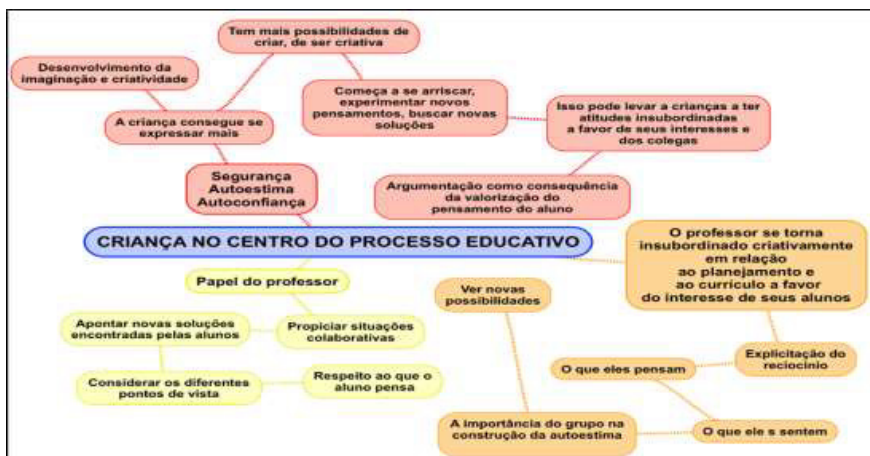 Tem mais possibilidades de
criar, de ser criativa
Desenvolvimento da
imaginação e criatividade
Começa a se arriscar,
experimentar novos
pensamentos, buscar novas
soluções
Isso pode levar a crianças a ter
atitudes insubordinadas
a favor de seus interesses e
dos colegas
A criança consegue se
expressar mais
Segurança
Autoestima
Autoconfiança
Argumentação como consequência
da valorização do
pensamento do aluno
CRIANÇA NO CENTRO DO PROCESSO EDUCATIVO
O professor se torna
insubordinado criativamente
em relação
ao planejamento e
ao currículo a favor
do interesse de seus alunos
Papel do professor
Ver novas
possibilidades
Apontar novas soluções
encontradas pelas alunos
Propiciar situações
colaborativas
Explicitação do
reciocínio
O que eles pensam
Considerar os diferentes
pontos de vista
Respeito ao que o
aluno pensa
A importância do grupo na
construção da autoestima
O que ele s sentem